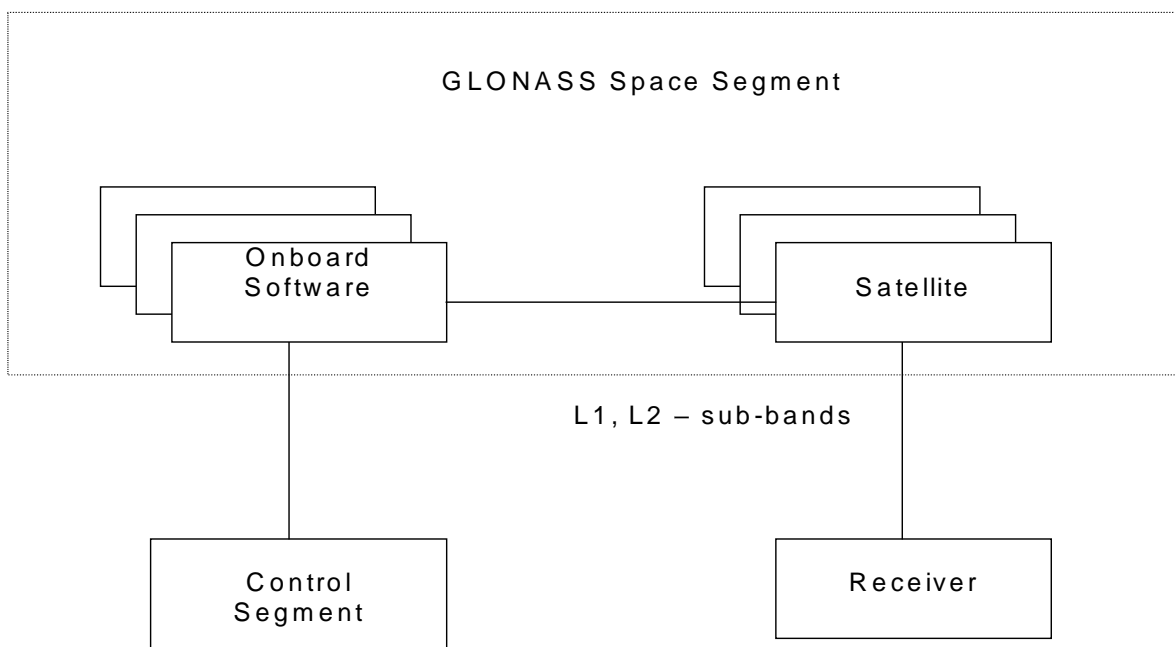 GLONASS Space Segment
Onboard
Software
Satellite
L1, L2 – sub-bands
Control
Segment
Receiver